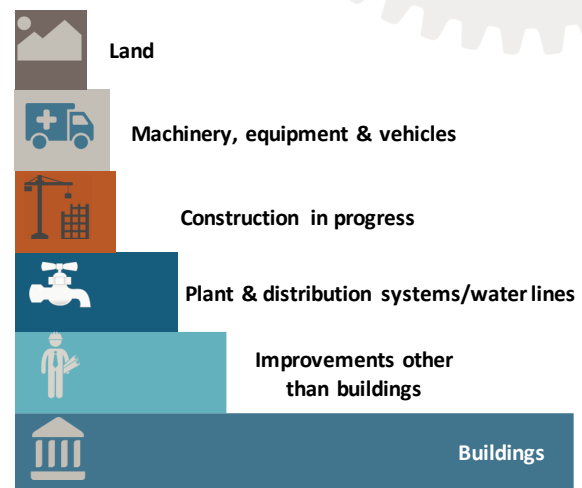 Land
Machinery, equipment & vehicles
Construction in progress
Plant & distribution systems/water lines
Improvements other
than buildings
Buildings